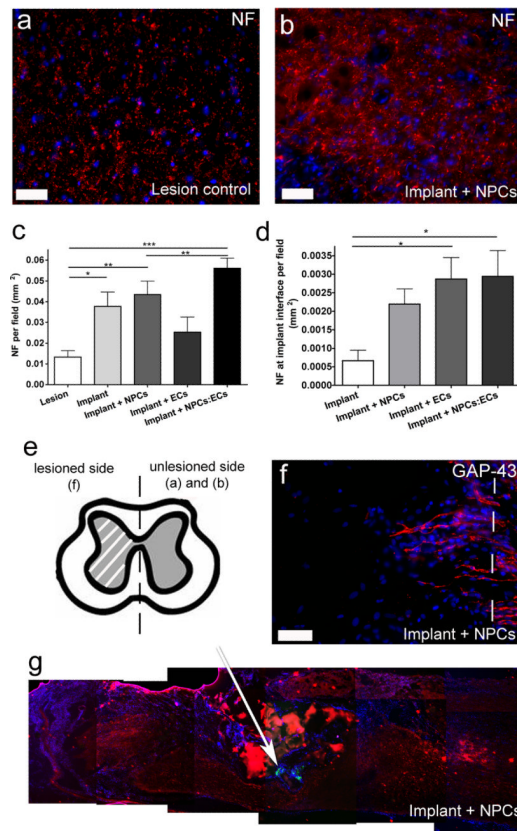 a
NF
Lesion control
b
NF
Implant + NPCs
c
NF per field (mm²)
0.06
0.05
0.04
0.03
0.02
0.01
0.00
***
**
**
*
Lesion
Implant
Implant + NPCs
Implant + ECs
Implant + NPCs:ECs
d
NF at implant interface per field
(mm²)
0.0035
0.0030
0.0025
0.0020
0.0015
0.0010
0.0005
0.0000
*
*
Implant
Implant + NPCs
Implant + ECs
Implant + NPCs:ECs
e
lesioned side
(f)
unlesioned side
(a) and (b)
f
GAP-43
Implant + NPCs
g
Implant + NPCs